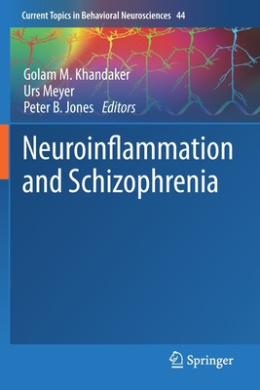 Current Topics in Behavioral Neurosciences 44
Golam M. Khandaker
Urs Meyer
Peter B. Jones Editors
Neuroinflammation
and Schizophrenia
Springer